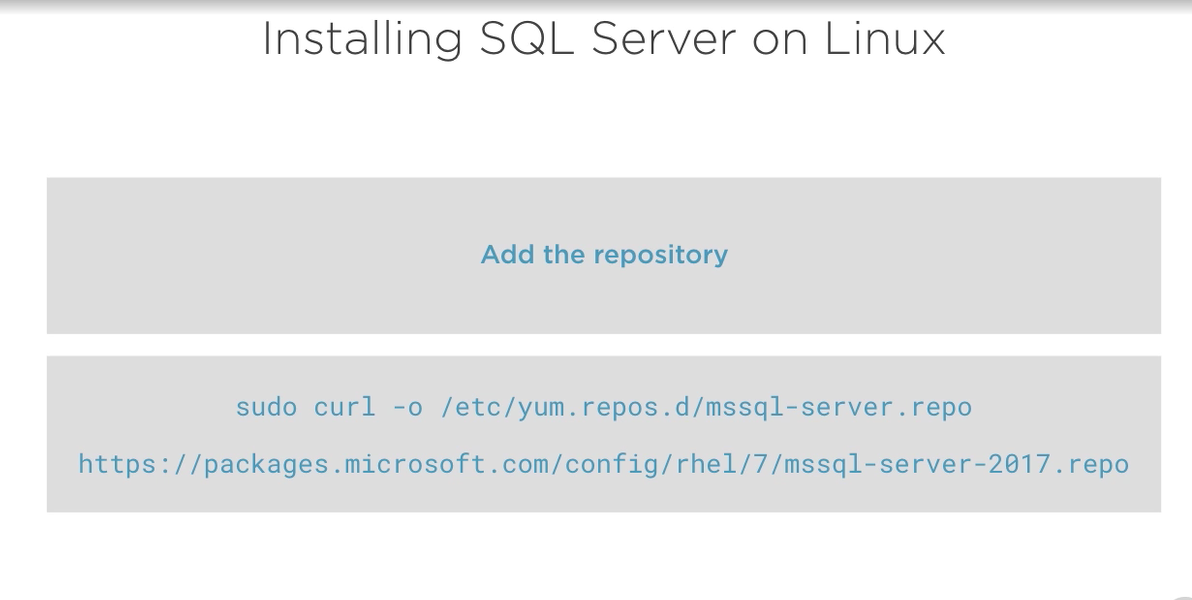 Installing SQL Server on Linux
Add the repository
sudo curl -o /etc/yum.repos.d/mssql-server.repo
https://packages.microsoft.com/config/rhel/7/mssql-server-2017.repo